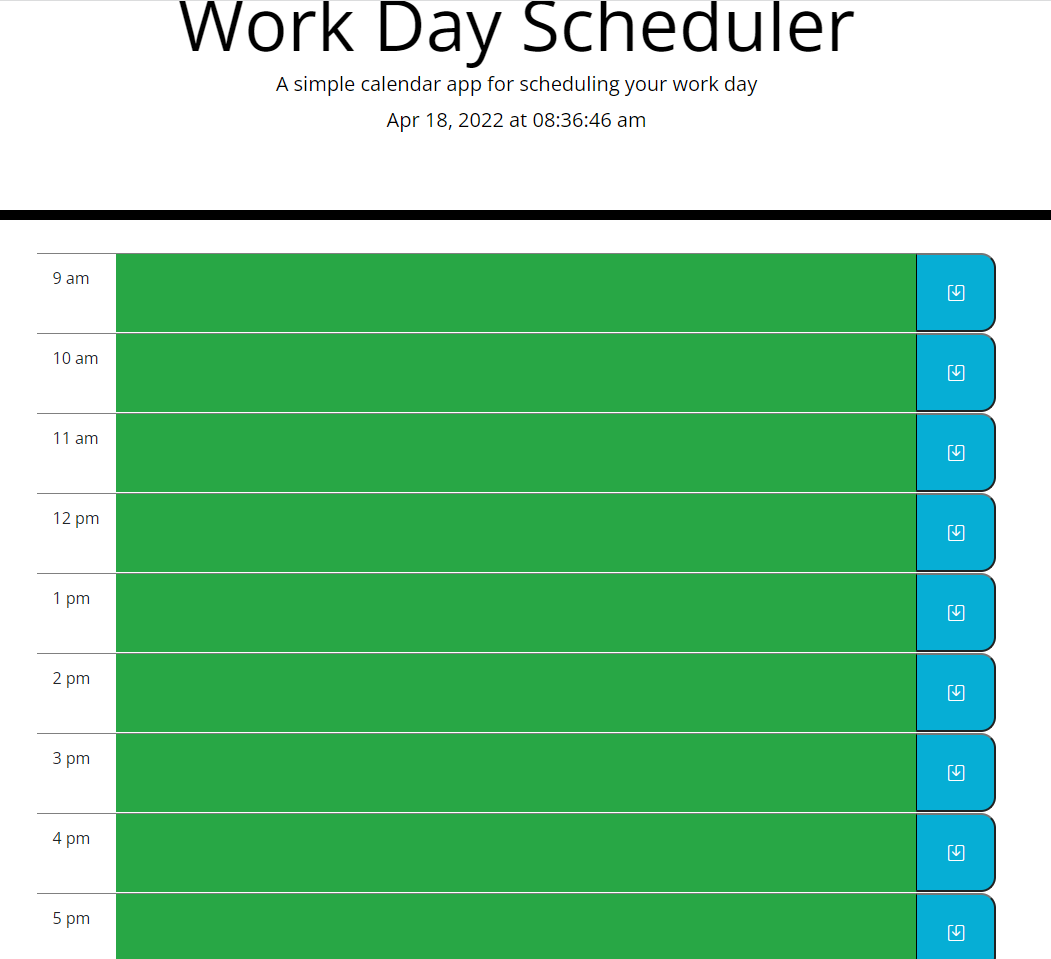 Work Day Scheduler
A simple calendar app for scheduling your work day
Apr 18, 2022 at 08:36:46 am
9 am
10 am
11 am
12 pm
1 pm
2 pm
3 pm
4 pm
5 pm